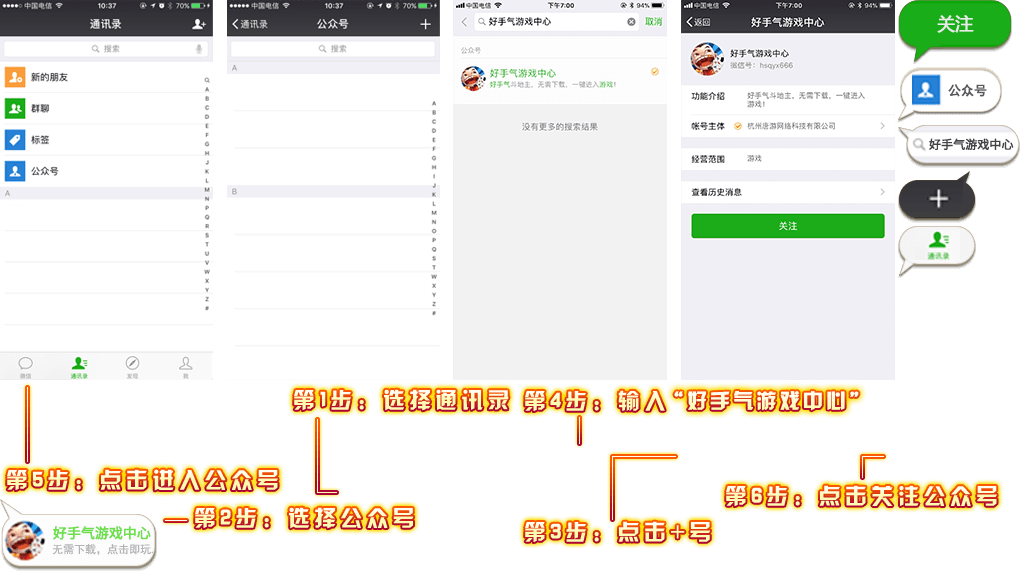 中国电信 10:37 70%
通讯录
搜索
新的朋友
群聊
标签
公众号
A
A
B
C
D
E
F
G
H
J
K
L
M
N
P
Q
R
S
T
U
V
W
X
Y
Z
#
微信 通讯录 发现 我
中国电信 10:37 70%
通讯录 公众号 +
搜索
A
B
A
B
C
D
E
F
G
H
I
J
K
L
M
N
O
P
Q
S
T
W
X
Y
Z
#
中国电信 下午7:00 94%
好手气游戏中心 取消
公众号
好手气游戏中心
好手气斗地主，无需下载，一键进入游戏！
没有更多的搜索结果
中国电信 下午7:00 94%
返回 好手气游戏中心
好手气游戏中心
微信号：hsqyx666
功能介绍 好手气斗地主，无需下载，一键进入
游戏！
帐号主体 杭州唐游网络科技有限公司
经营范围 游戏
查看历史消息
关注
关注
公众号
好手气游戏中心
+
通讯录
第1步：选择通讯录
第4步：输入“好手气游戏中心”
第5步：点击进入公众号
第6步：点击关注公众号
第2步：选择公众号
第3步：点击+号
好手气游戏中心
无需下载，点击即玩